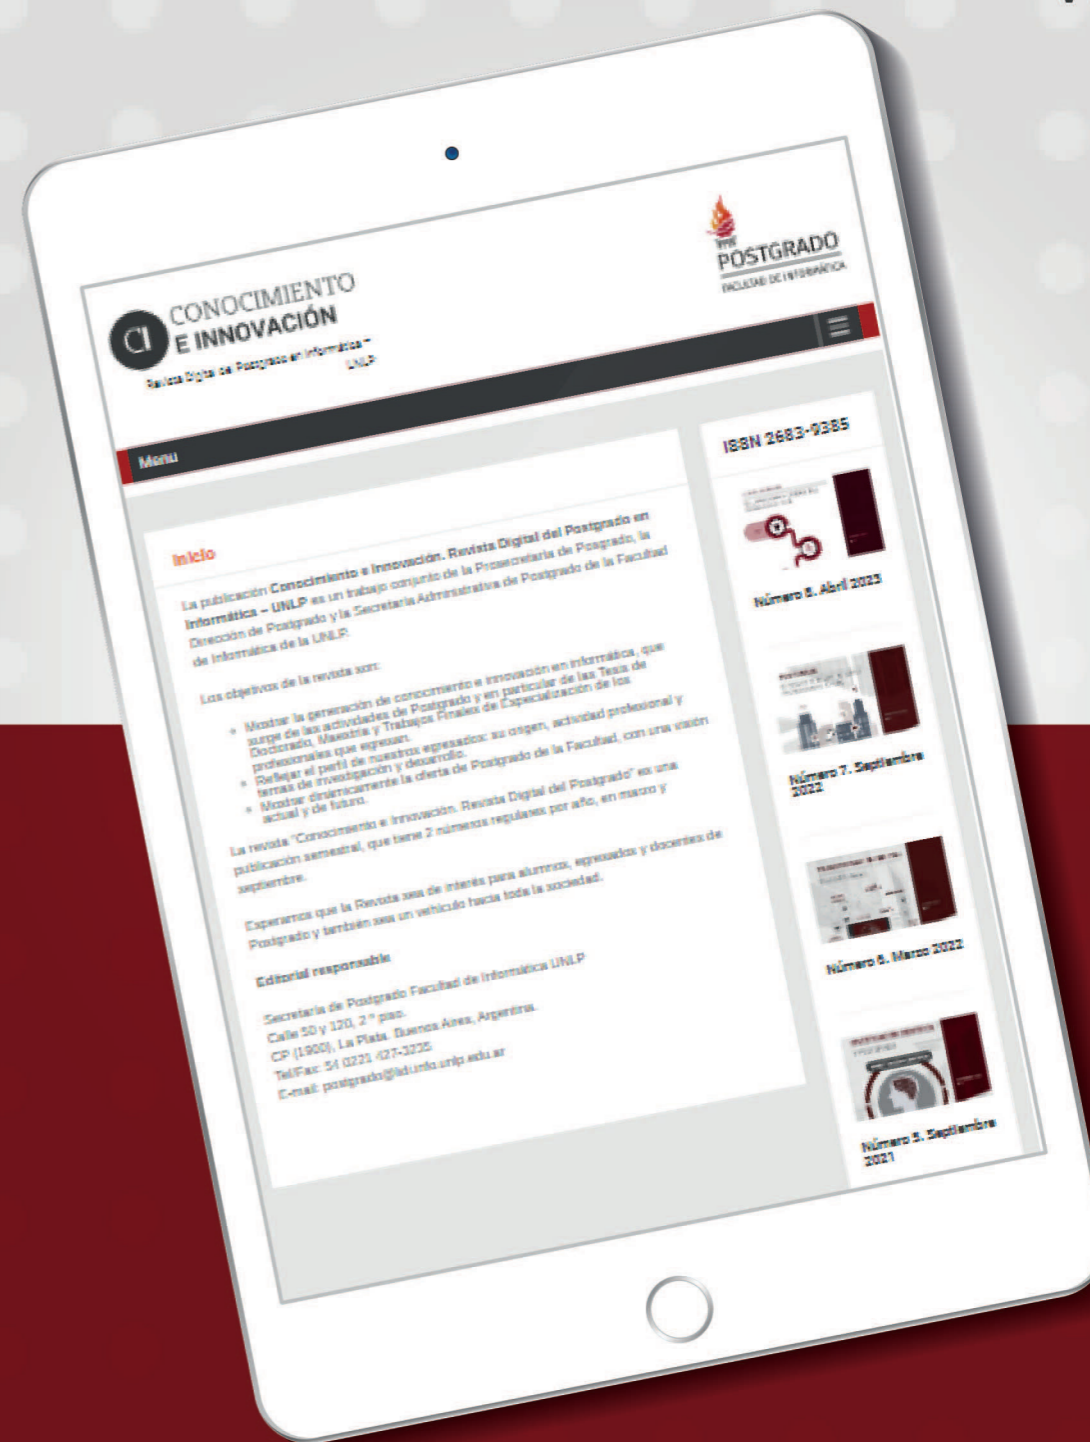 CI CONOCIMIENTO
E INNOVACIÓN
Revista Digital del Postgrado en Informática –
UNLP
POSTGRADO
FACULTAD DE INFORMÁTICA
Menu
Inicio
La publicación Conocimiento e Innovación. Revista Digital del Postgrado en
Informática – UNLP es un trabajo conjunto de la Prosecretaría de Posgrado, la
Dirección de Postgrado y la Secretaría Administrativa de Postgrado de la Facultad
de Informática de la UNLP.
Los objetivos de la revista son:
Mostrar la generación de conocimiento e innovación en informática, que
surge de las actividades de Postgrado y en particular de las Tesis de
Doctorado, Maestría y Trabajos Finales de Especialización de los
profesionales que egresan.
Reflejar el perfil de nuestros egresados: su origen, actividad profesional y
temas de investigación y desarrollo.
Mostrar dinámicamente la oferta de Postgrado de la Facultad, con una visión
actual y de futuro.
La revista "Conocimiento e Innovación. Revista Digital del Postgrado" es una
publicación semestral, que tiene 2 números regulares por año, en marzo y
septiembre.
Esperamos que la Revista sea de interés para alumnos, egresados y docentes de
Postgrado y también sea un vehículo hacia toda la sociedad.
Editorial responsable
Secretaría de Postgrado Facultad de Informática UNLP
Calle 50 y 120, 2° piso.
CP (1900), La Plata. Buenos Aires, Argentina.
Tel/Fax: 54 0221 427-3235
E-mail: postgrado@lidi.info.unlp.edu.ar
ISSN 2683-9385
Número 8. Abril 2023
Número 7. Septiembre
2022
Número 6. Marzo 2022
Número 5. Septiembre
2021